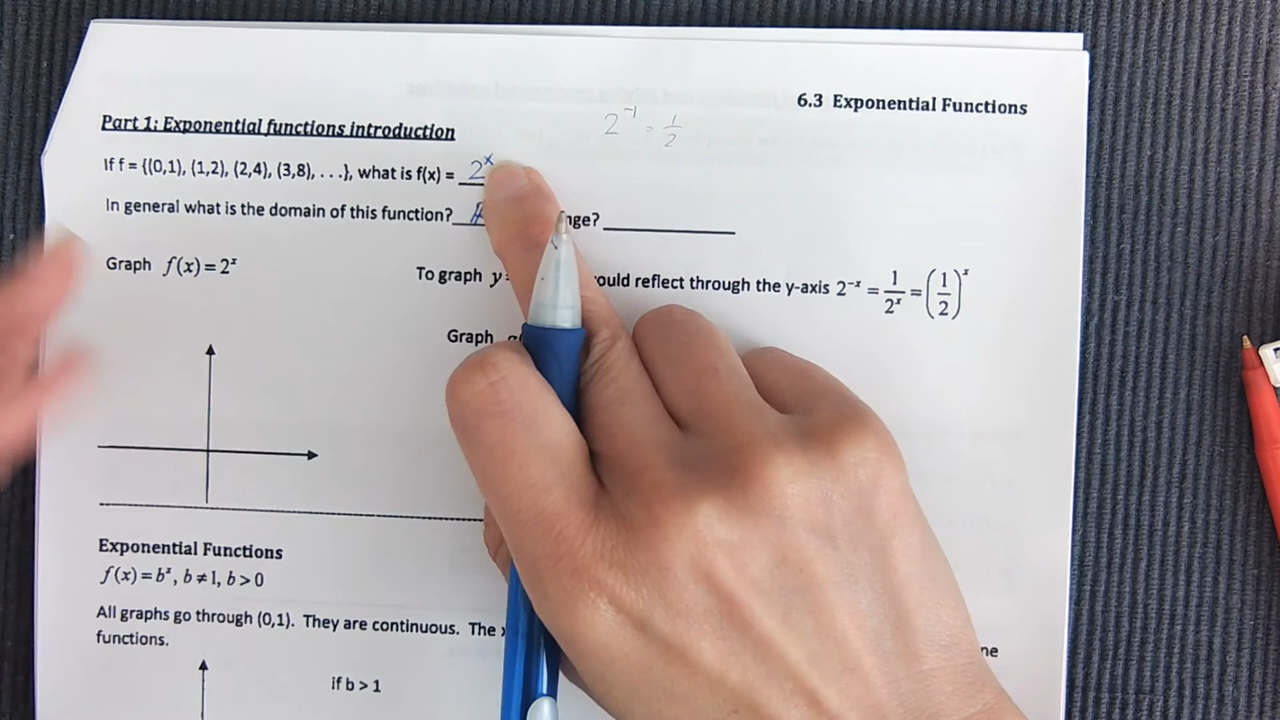 6.3 Exponential Functions
2⁻¹ = 1/2
Part 1: Exponential functions introduction
If f = {(0,1), (1,2), (2,4), (3,8), . . .}, what is f(x) = 2ˣ
In general what is the domain of this function? nge? ___
Graph f(x) = 2ˣ
To graph y ould reflect through the y-axis 2⁻ˣ = 1/2ˣ = (1/2)ˣ
Graph
Exponential Functions
f(x) = bˣ, b ≠ 1, b > 0
All graphs go through (0,1). They are continuous. The
ne
functions.
if b > 1